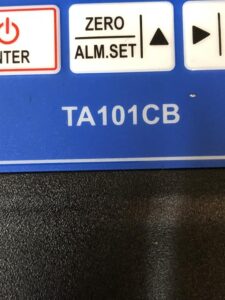 NTER
ZERO
ALM.SET
TA101CB